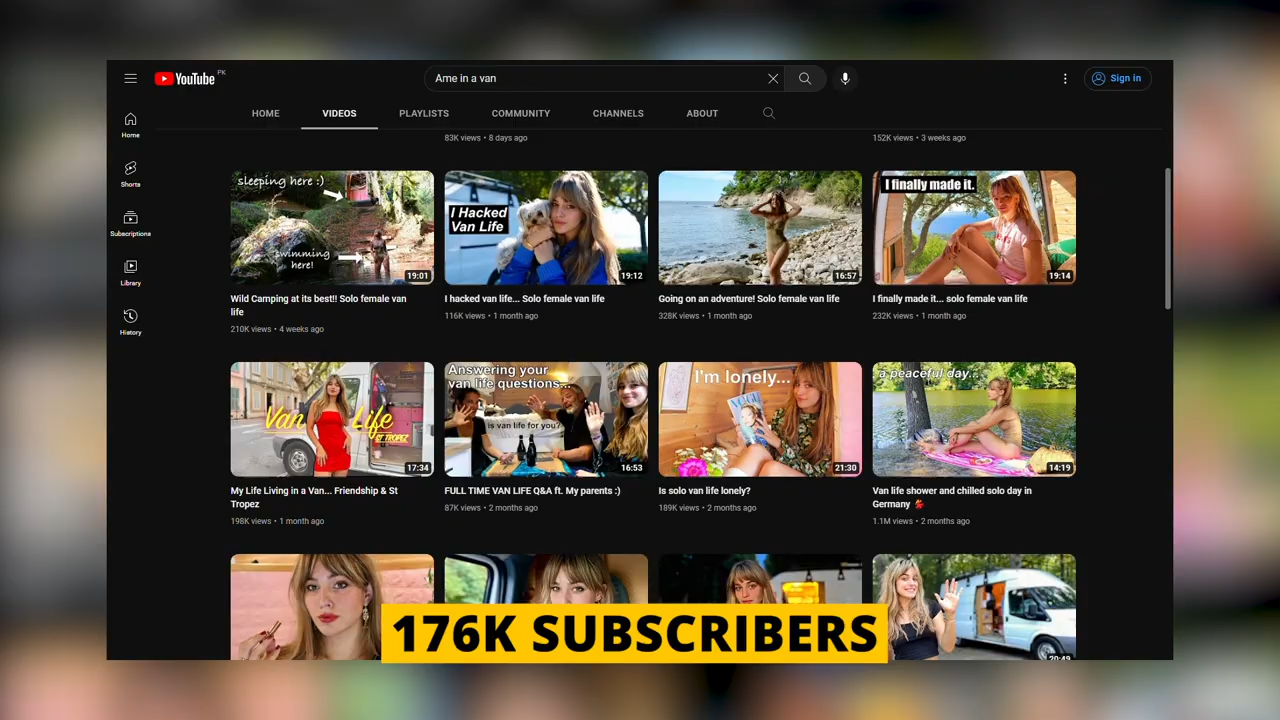 YouTube PK
Ame in a van
Sign in
HOME
VIDEOS
PLAYLISTS
COMMUNITY
CHANNELS
ABOUT
Home
Shorts
Subscriptions
Library
History
83K views • 8 days ago
152K views • 3 weeks ago
sleeping here :)
swimming
here!
19:01
I Hacked
Van Life
19:12
16:57
I finally made it.
19:14
Wild Camping at its best!! Solo female van
life
210K views • 4 weeks ago
I hacked van life... Solo female van life
116K views • 1 month ago
Going on an adventure! Solo female van life
328K views • 1 month ago
I finally made it... solo female van life
232K views • 1 month ago
Van Life
ST TROPEZ
17:34
Answering your
van life questions...
is van life for you?
16:53
I'm lonely...
VOGUE
21:30
a peaceful day...
14:19
My Life Living in a Van... Friendship & St
Tropez
198K views • 1 month ago
FULL TIME VAN LIFE Q&A ft. My parents :)
87K views • 2 months ago
Is solo van life lonely?
189K views • 2 months ago
Van life shower and chilled solo day in
Germany 💃
1.1M views • 2 months ago
20:49
176K SUBSCRIBERS